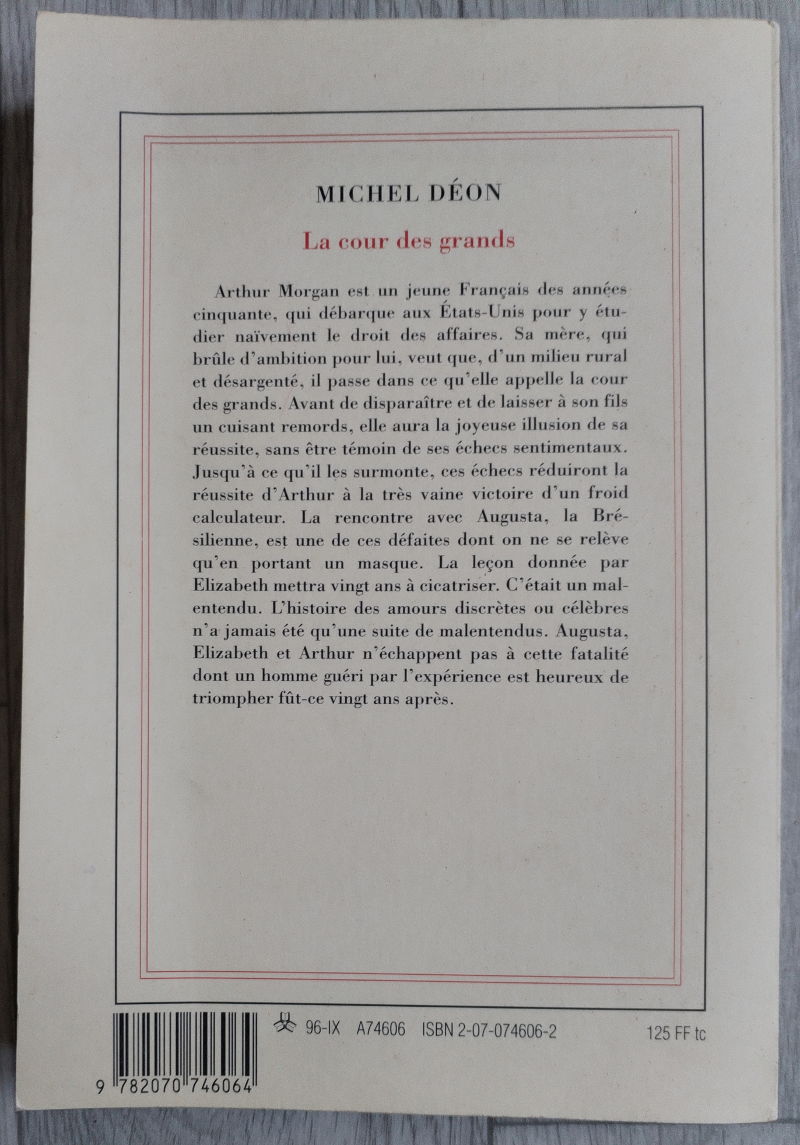 MICHEL DÉON
La cour des grands
Arthur Morgan est un jeune Français des années
cinquante, qui débarque aux États-Unis pour y étu-
dier naïvement le droit des affaires. Sa mère, qui
brûle d'ambition pour lui, veut que, d'un milieu rural
et désargenté, il passe dans ce qu'elle appelle la cour
des grands. Avant de disparaître et de laisser à son fils
un cuisant remords, elle aura la joyeuse illusion de sa
réussite, sans être témoin de ses échecs sentimentaux.
Jusqu'à ce qu'il les surmonte, ces échecs réduiront la
réussite d'Arthur à la très vaine victoire d'un froid
calculateur. La rencontre avec Augusta, la Bré-
silienne, est une de ces défaites dont on ne se relève
qu'en portant un masque. La leçon donnée par
Elizabeth mettra vingt ans à cicatriser. C'était un mal-
entendu. L'histoire des amours discrètes ou célèbres
n'a jamais été qu'une suite de malentendus. Augusta,
Elizabeth et Arthur n'échappent pas à cette fatalité
dont un homme guéri par l'expérience est heureux de
triompher fût-ce vingt ans après.
96-IX A74606 ISBN 2-07-074606-2
125 FF tc
9 782070 746064